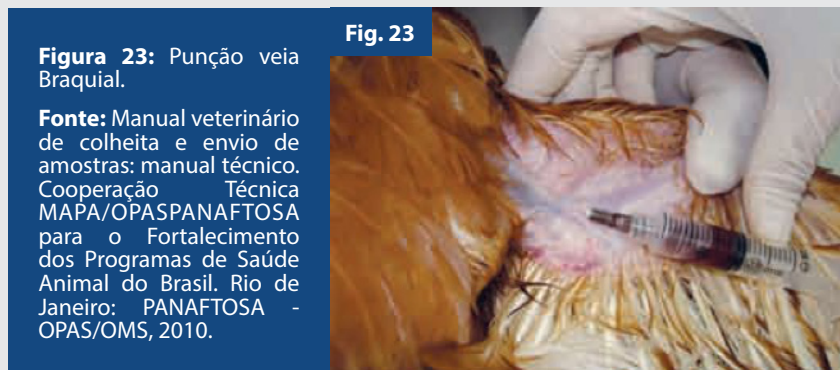 Figura 23: Punção veia
Braquial.
Fonte: Manual veterinário
de colheita e envio de
amostras: manual técnico.
Cooperação Técnica
MAPA/OPASPANAFTOSA
para o Fortalecimento
dos Programas de Saúde
Animal do Brasil. Rio de
Janeiro: PANAFTOSA -
OPAS/OMS, 2010.
Fig. 23